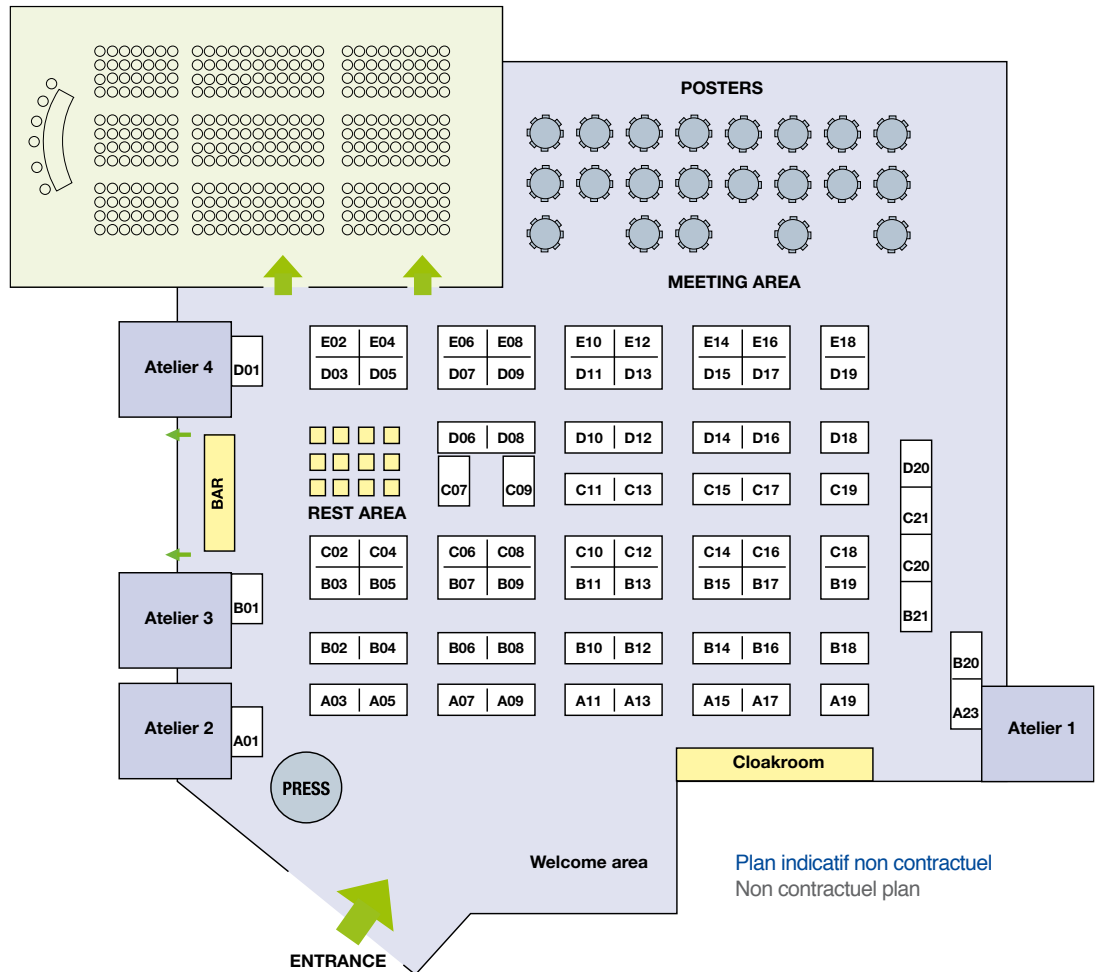 POSTERS
MEETING AREA
E02 E04 E06 E08 E10 E12 E14 E16 E18
Atelier 4 D01 D03 D05 D07 D09 D11 D13 D15 D17 D19
D06 D08 D10 D12 D14 D16 D18
D20
BAR
C07 C09 C11 C13 C15 C17 C19
REST AREA
C21
C02 C04 C06 C08 C10 C12 C14 C16 C18
C20
B03 B05 B07 B09 B11 B13 B15 B17 B19
Atelier 3 B01
B21
B02 B04 B06 B08 B10 B12 B14 B16 B18
B20
A03 A05 A07 A09 A11 A13 A15 A17 A19
A23
Atelier 2 A01
Atelier 1
Cloakroom
PRESS
Welcome area
Plan indicatif non contractuel
Non contractuel plan
ENTRANCE